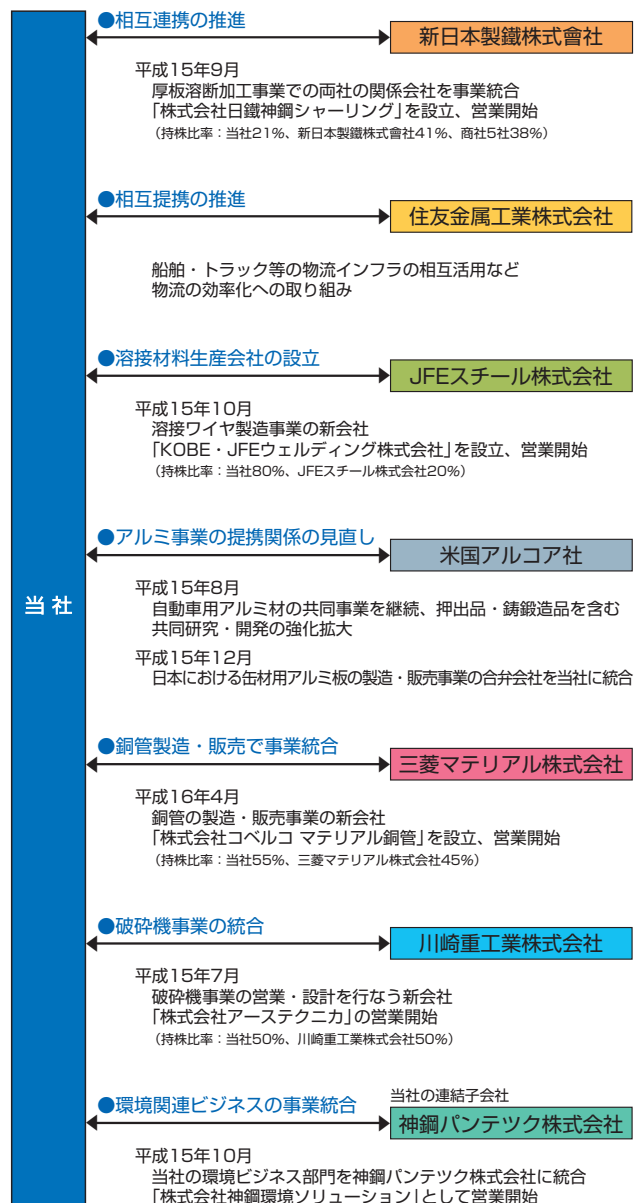 当 社
●相互連携の推進
新日本製鐵株式會社
平成15年9月
厚板溶断加工事業での両社の関係会社を事業統合
「株式会社日鐵神鋼シャーリング」を設立、営業開始
（持株比率：当社21%、新日本製鐵株式會社41%、商社5社38%）
●相互提携の推進
住友金属工業株式会社
船舶・トラック等の物流インフラの相互活用など
物流の効率化への取り組み
●溶接材料生産会社の設立
JFEスチール株式会社
平成15年10月
溶接ワイヤ製造事業の新会社
「KOBE・JFEウェルディング株式会社」を設立、営業開始
（持株比率：当社80%、JFEスチール株式会社20%）
●アルミ事業の提携関係の見直し
米国アルコア社
平成15年8月
自動車用アルミ材の共同事業を継続、押出品・鋳鍛造品を含む
共同研究・開発の強化拡大
平成15年12月
日本における缶材用アルミ板の製造・販売事業の合弁会社を当社に統合
●銅管製造・販売で事業統合
三菱マテリアル株式会社
平成16年4月
銅管の製造・販売事業の新会社
「株式会社コベルコ マテリアル銅管」を設立、営業開始
（持株比率：当社55%、三菱マテリアル株式会社45%）
●破砕機事業の統合
川崎重工業株式会社
平成15年7月
破砕機事業の営業・設計を行なう新会社
「株式会社アーステクニカ」の営業開始
（持株比率：当社50%、川崎重工業株式会社50%）
●環境関連ビジネスの事業統合
当社の連結子会社
神鋼パンテツク株式会社
平成15年10月
当社の環境ビジネス部門を神鋼パンテツク株式会社に統合
「株式会社神鋼環境ソリューション」として営業開始